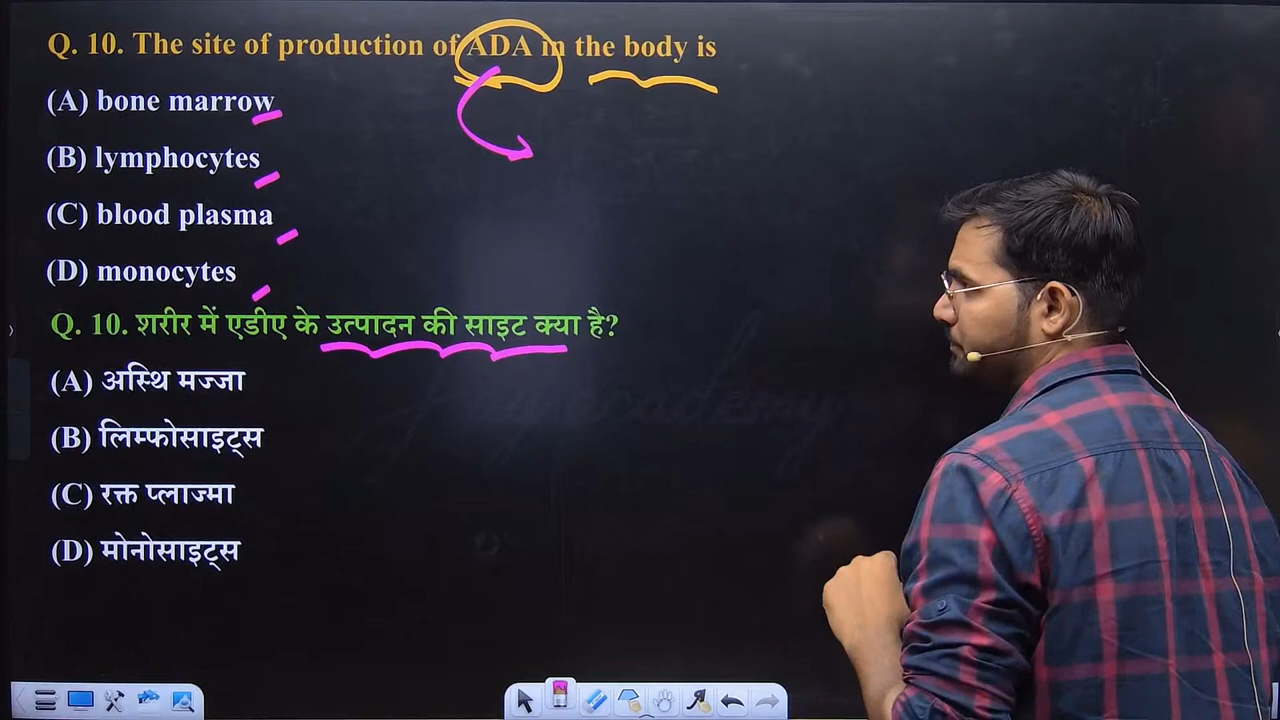 Q. 10. The site of production of ADA in the body is
(A) bone marrow
(B) lymphocytes
(C) blood plasma
(D) monocytes
Q. 10. शरीर में एडीए के उत्पादन की साइट क्या है?
(A) अस्थि मज्जा
(B) लिम्फोसाइट्स
(C) रक्त प्लाज्मा
(D) मोनोसाइट्स